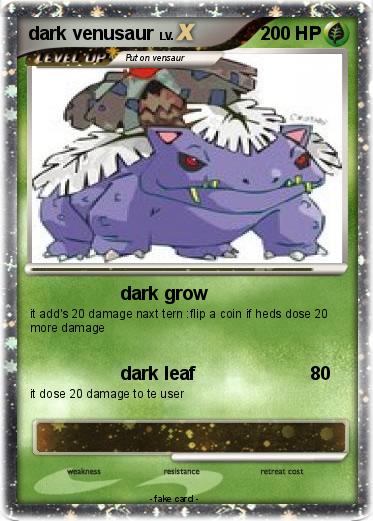 dark venusaur LV. X 200 HP
LEVEL UP Put on vensaur
dark grow
it add's 20 damage naxt tern :flip a coin if heds dose 20
more damage
dark leaf 80
it dose 20 damage to te user
weakness resistance retreat cost
- fake card -